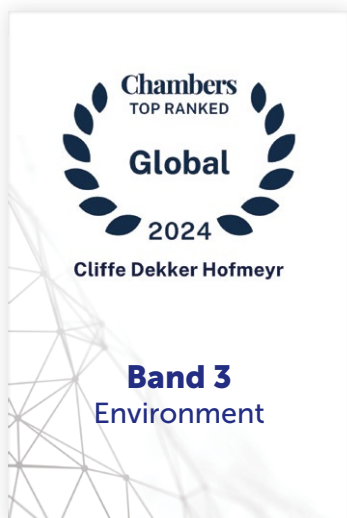 Chambers
TOP RANKED
Global
2024
Cliffe Dekker Hofmeyr
Band 3
Environment